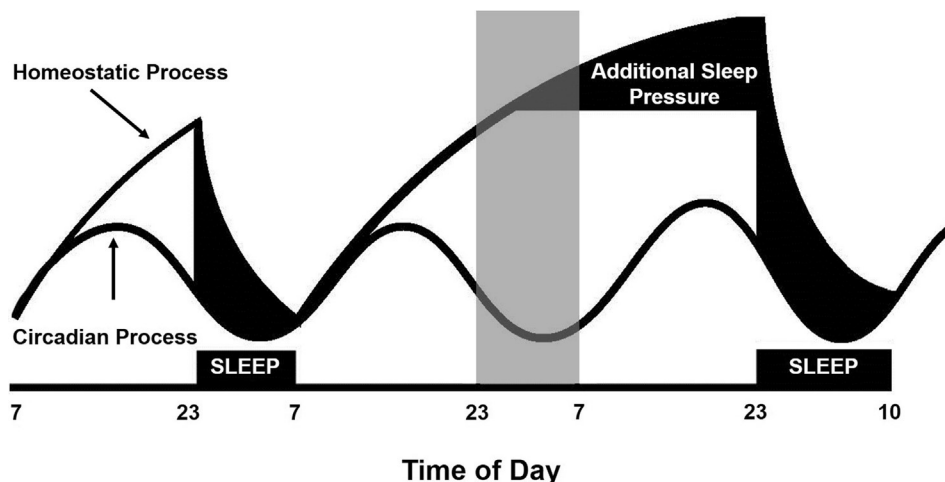 Homeostatic Process
Additional Sleep
Pressure
Circadian Process
SLEEP
SLEEP
7 23 7 23 7 23 10
Time of Day